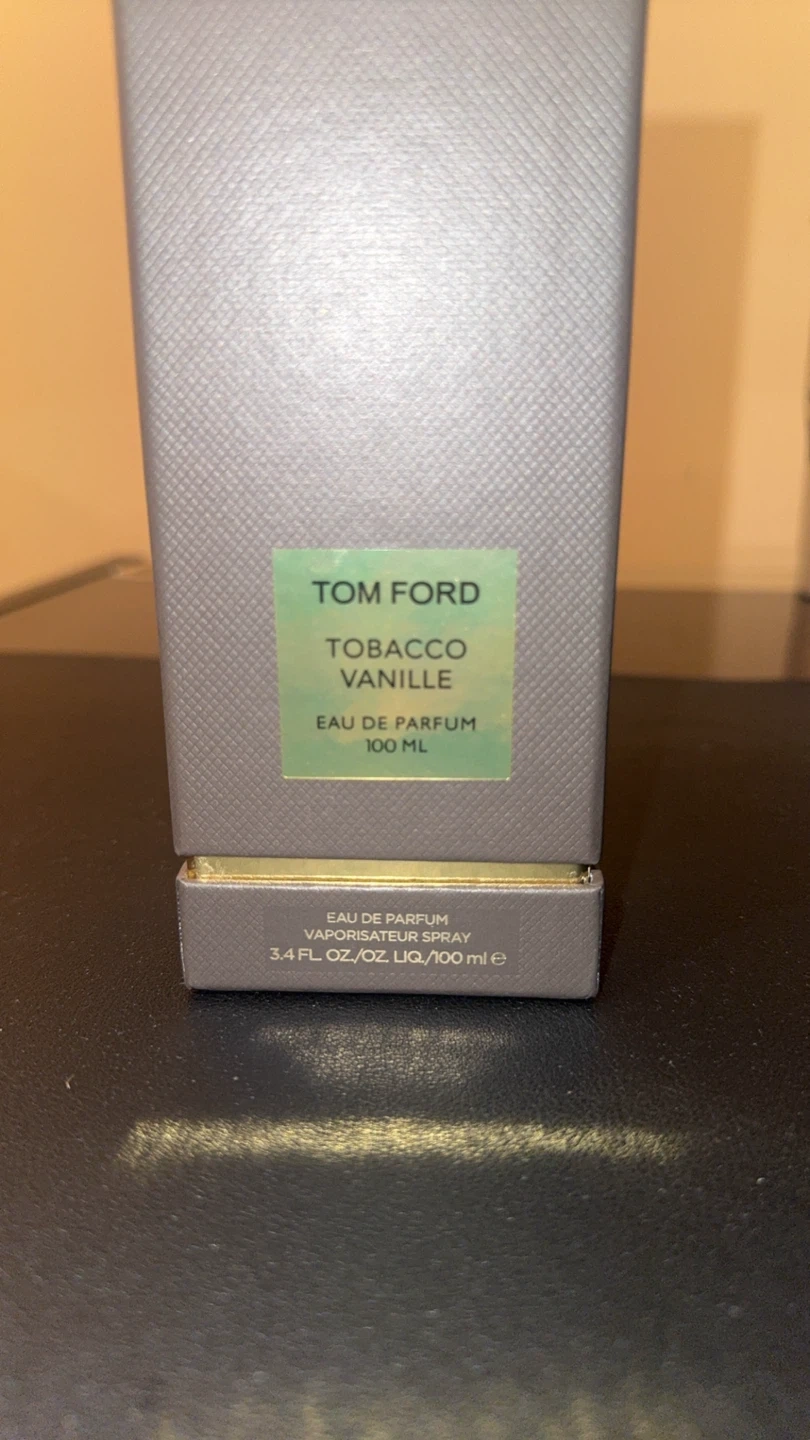 TOM FORD
TOBACCO
VANILLE
EAU DE PARFUM
100 ML
EAU DE PARFUM
VAPORISATEUR SPRAY
3.4 FL. OZ./OZ. LIQ./100 ml ℮